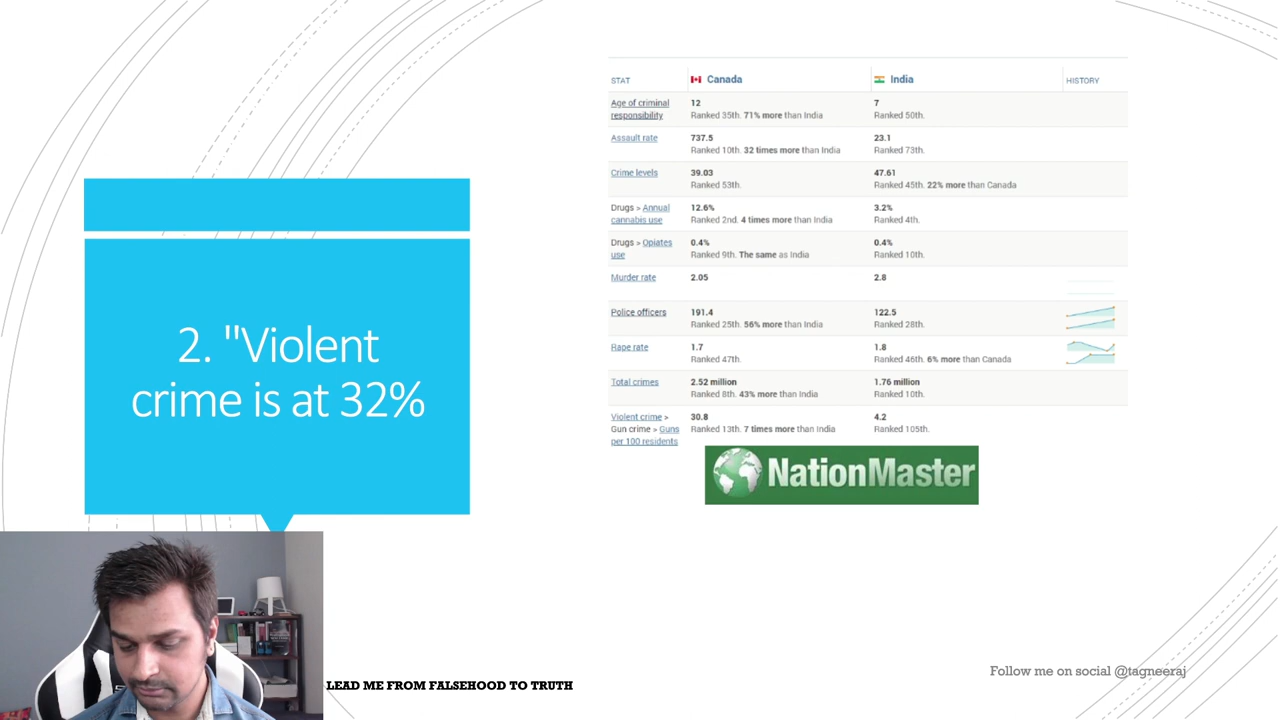 2. "Violent
crime is at 32%
STAT Canada India HISTORY
Age of criminal
responsibility
12
Ranked 35th. 71% more than India
7
Ranked 50th.
Assault rate
737.5
Ranked 10th. 32 times more than India
23.1
Ranked 73th.
Crime levels
39.03
Ranked 53th.
47.61
Ranked 45th. 22% more than Canada
Drugs > Annual
cannabis use
12.6%
Ranked 2nd. 4 times more than India
3.2%
Ranked 4th.
Drugs > Opiates
use
0.4%
Ranked 9th. The same as India
0.4%
Ranked 10th.
Murder rate
2.05
2.8
Police officers
191.4
Ranked 25th. 56% more than India
122.5
Ranked 28th.
Rape rate
1.7
Ranked 47th.
1.8
Ranked 46th. 6% more than Canada
Total crimes
2.52 million
Ranked 8th. 43% more than India
1.76 million
Ranked 10th.
Violent crime >
Gun crime > Guns
per 100 residents
30.8
Ranked 13th. 7 times more than India
4.2
Ranked 105th.
NationMaster
LEAD ME FROM FALSEHOOD TO TRUTH
Follow me on social @tagneeraj